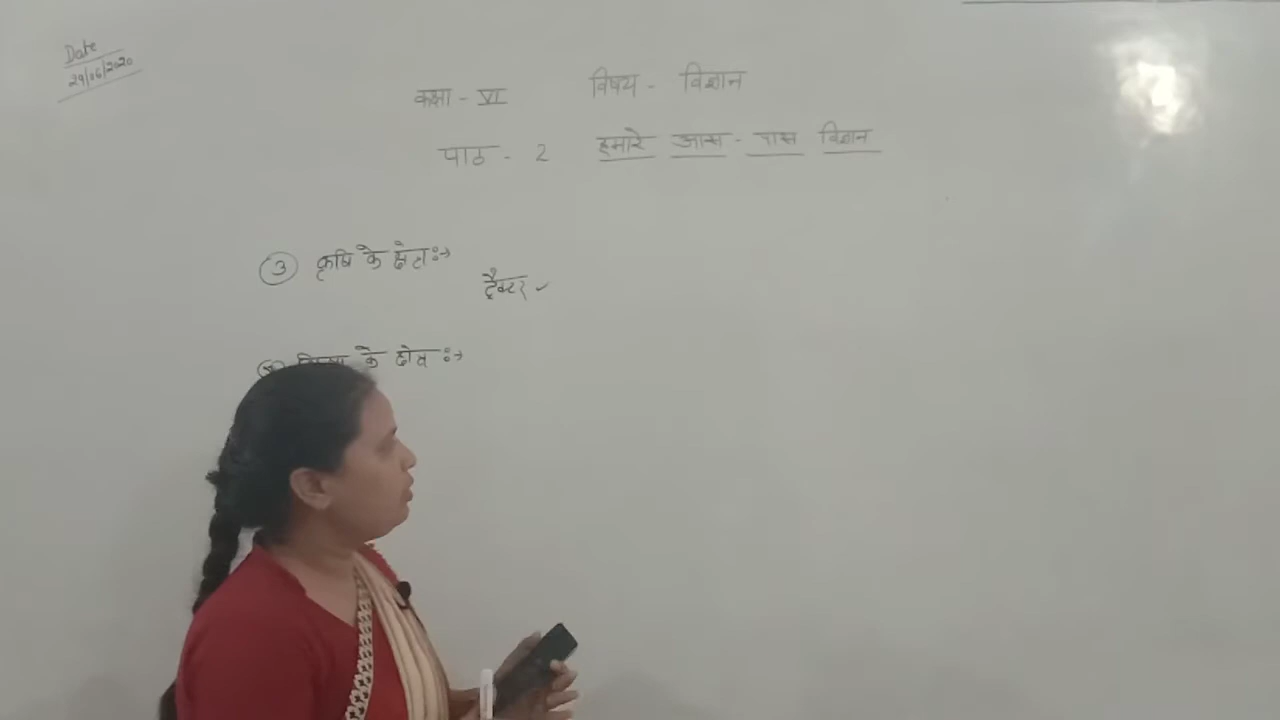 Date
29/06/2020
कक्षा - VI विषय - विज्ञान
पाठ - 2 हमारे आस - पास विज्ञान
③ कृषि के क्षेत्र :→
ट्रैक्टर ✓
के क्षेत्र :→